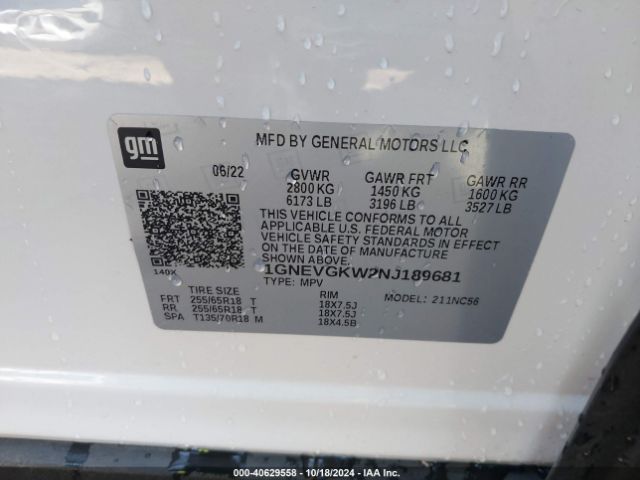 gm
MFD BY GENERAL MOTORS LLC
06/22 GVWR GAWR FRT GAWR RR
2800 KG 1450 KG 1600 KG
6173 LB 3196 LB 3527 LB
THIS VEHICLE CONFORMS TO ALL
APPLICABLE U.S. FEDERAL MOTOR
VEHICLE SAFETY STANDARDS IN EFFECT
ON THE DATE OF MANUFACTURE SHOWN ABOVE.
140X 1GNEVGKW2NJ189681
TYPE: MPV MODEL: 211NC56
TIRE SIZE RIM
FRT 255/65R18 T 18X7.5J
RR 255/65R18 T 18X7.5J
SPA T135/70R18 M 18X4.5B
000-40629558 | 10/18/2024 | IAA Inc.